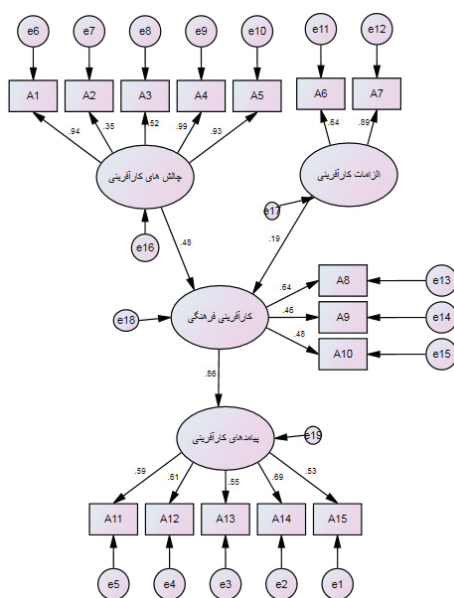 e6 e7 e8 e9 e10 e11 e12
A1 A2 A3 A4 A5 A6 A7
.94 .35 .52 .99 .93 .64 .89
چالش های کارآفرینی
الزامات کارآفرینی
e16
e17
.48 .19
کارآفرینی فرهنگی
e18
.64 A8 e13
.46 A9 e14
.48 A10 e15
.86
پیامدهای کارآفرینی
e19
.59 .61 .55 .69 .53
A11 A12 A13 A14 A15
e5 e4 e3 e2 e1